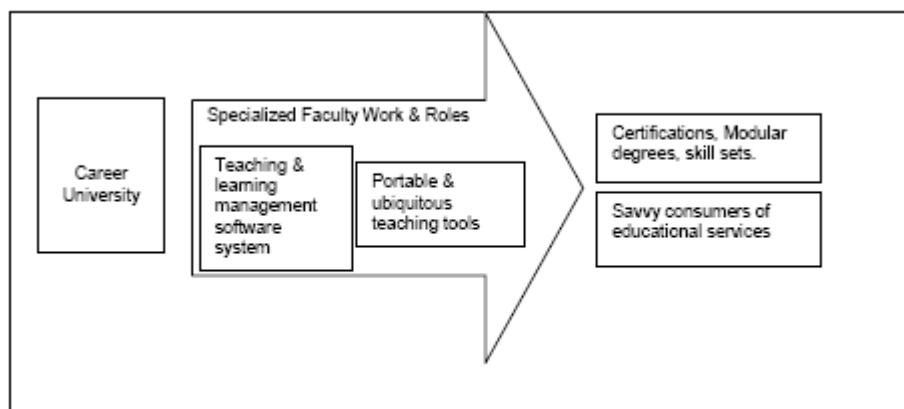 Career
University
Specialized Faculty Work & Roles
Teaching &
learning
management
software
system
Portable &
ubiquitous
teaching tools
Certifications, Modular
degrees, skill sets.
Savvy consumers of
educational services